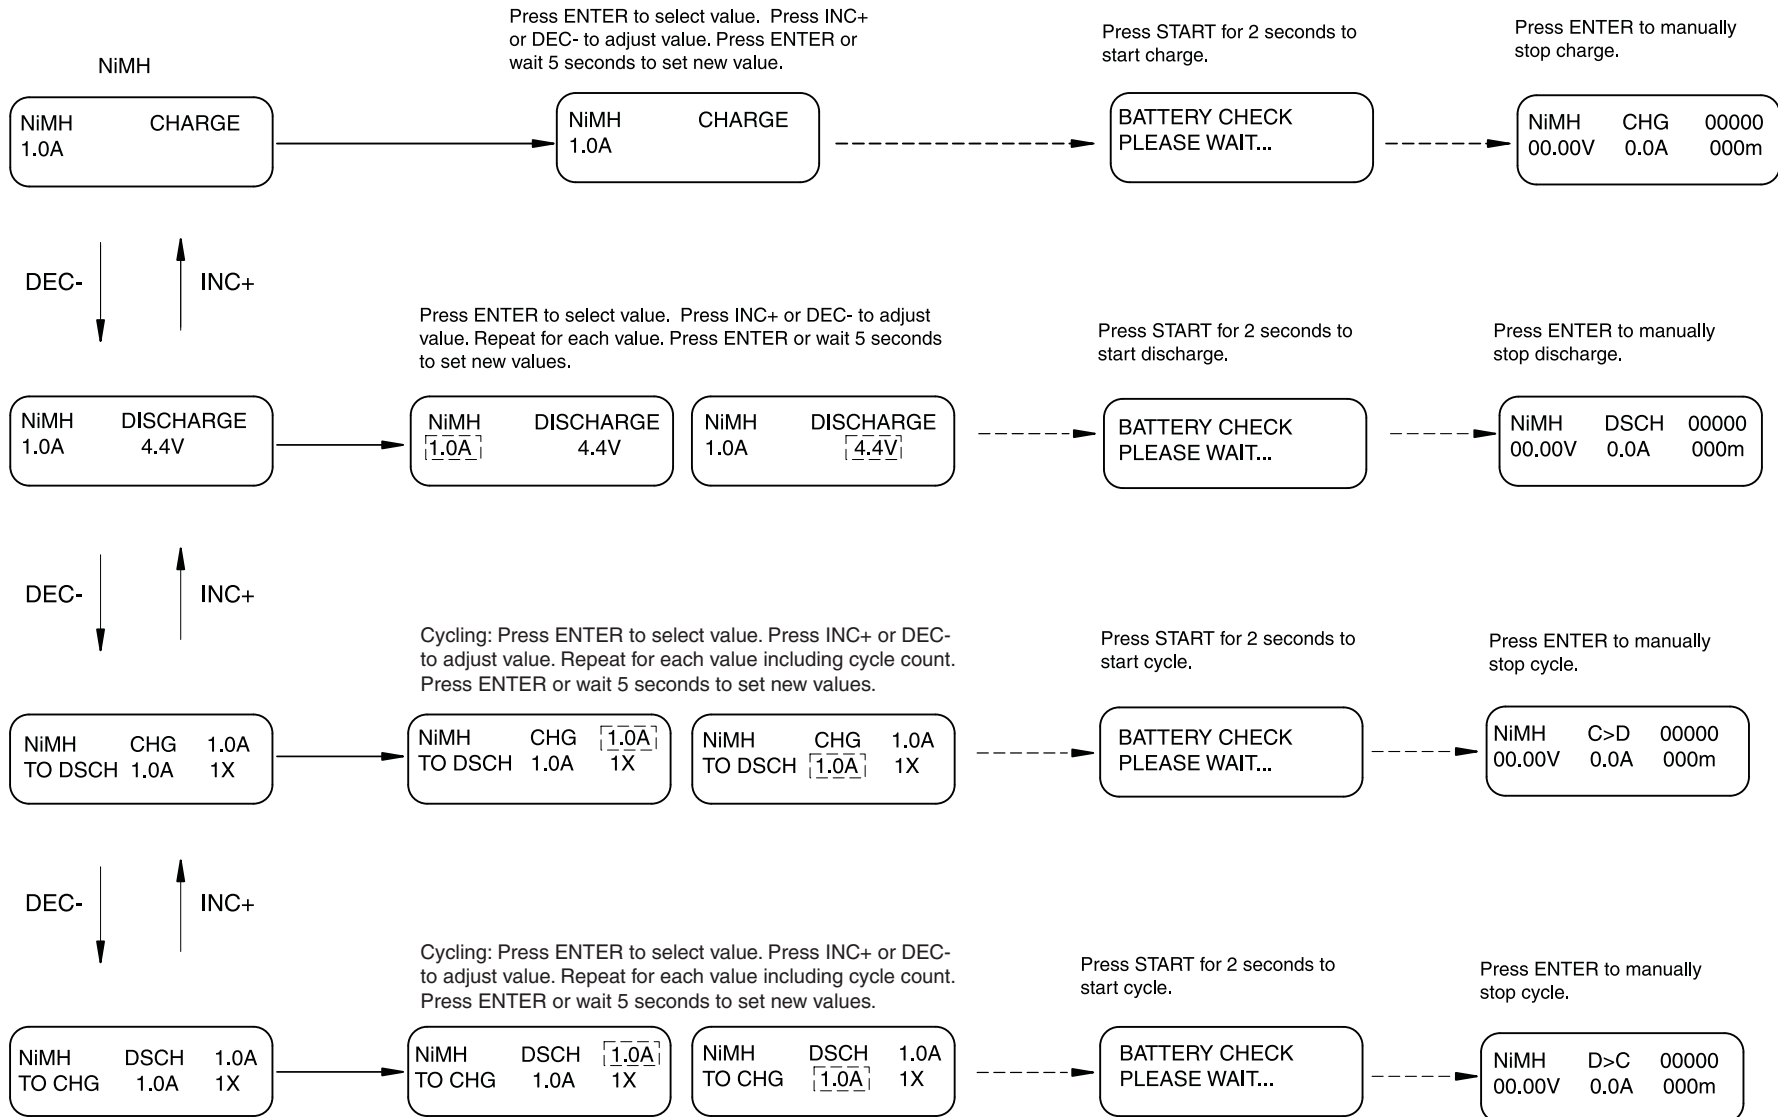 Press ENTER to select value. Press INC+
or DEC- to adjust value. Press ENTER or
wait 5 seconds to set new value.
Press START for 2 seconds to
start charge.
Press ENTER to manually
stop charge.
NiMH
NiMH CHARGE
1.0A
NiMH CHARGE
1.0A
BATTERY CHECK
PLEASE WAIT...
NiMH CHG 00000
00.00V 0.0A 000m
DEC- INC+
Press ENTER to select value. Press INC+ or DEC- to adjust
value. Repeat for each value. Press ENTER or wait 5 seconds
to set new values.
Press START for 2 seconds to
start discharge.
Press ENTER to manually
stop discharge.
NiMH DISCHARGE
1.0A 4.4V
NiMH DISCHARGE
1.0A 4.4V
NiMH DISCHARGE
1.0A 4.4V
BATTERY CHECK
PLEASE WAIT...
NiMH DSCH 00000
00.00V 0.0A 000m
DEC- INC+
Cycling: Press ENTER to select value. Press INC+ or DEC-
to adjust value. Repeat for each value including cycle count.
Press ENTER or wait 5 seconds to set new values.
Press START for 2 seconds to
start cycle.
Press ENTER to manually
stop cycle.
NiMH CHG 1.0A
TO DSCH 1.0A 1X
NiMH CHG 1.0A
TO DSCH 1.0A 1X
NiMH CHG 1.0A
TO DSCH 1.0A 1X
BATTERY CHECK
PLEASE WAIT...
NiMH C>D 00000
00.00V 0.0A 000m
DEC- INC+
Cycling: Press ENTER to select value. Press INC+ or DEC-
to adjust value. Repeat for each value including cycle count.
Press ENTER or wait 5 seconds to set new values.
Press START for 2 seconds to
start cycle.
Press ENTER to manually
stop cycle.
NiMH DSCH 1.0A
TO CHG 1.0A 1X
NiMH DSCH 1.0A
TO CHG 1.0A 1X
NiMH DSCH 1.0A
TO CHG 1.0A 1X
BATTERY CHECK
PLEASE WAIT...
NiMH D>C 00000
00.00V 0.0A 000m